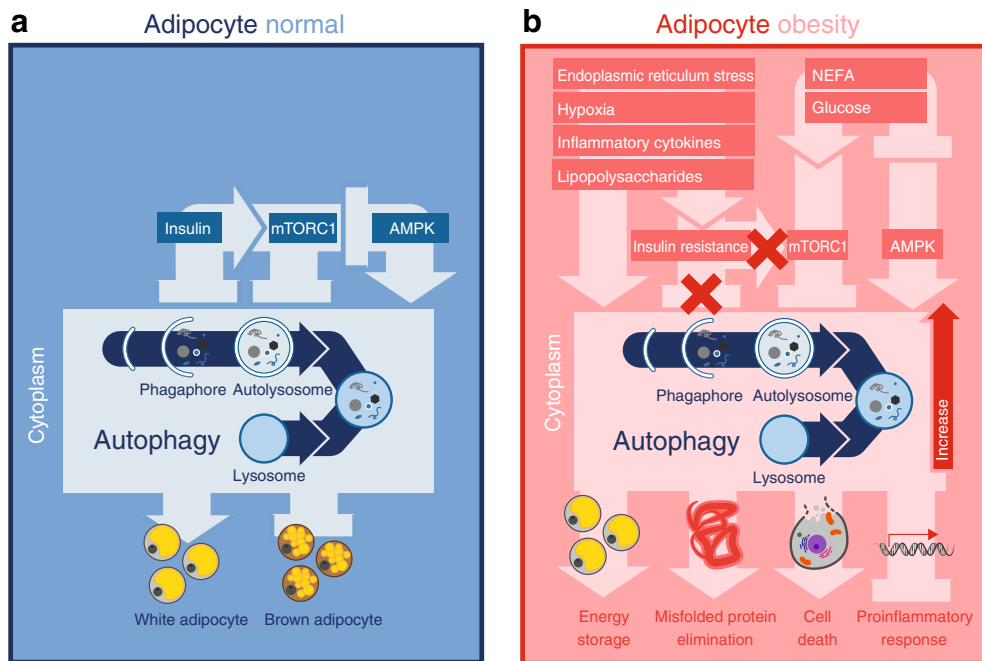 a
Adipocyte normal
Insulin
mTORC1
AMPK
Cytoplasm
Phagaphore
Autolysosome
Autophagy
Lysosome
White adipocyte
Brown adipocyte
b
Adipocyte obesity
Endoplasmic reticulum stress
Hypoxia
Inflammatory cytokines
Lipopolysaccharides
NEFA
Glucose
Insulin resistance
mTORC1
AMPK
Cytoplasm
Phagaphore
Autolysosome
Autophagy
Lysosome
Increase
Energy
storage
Misfolded protein
elimination
Cell
death
Proinflammatory
response